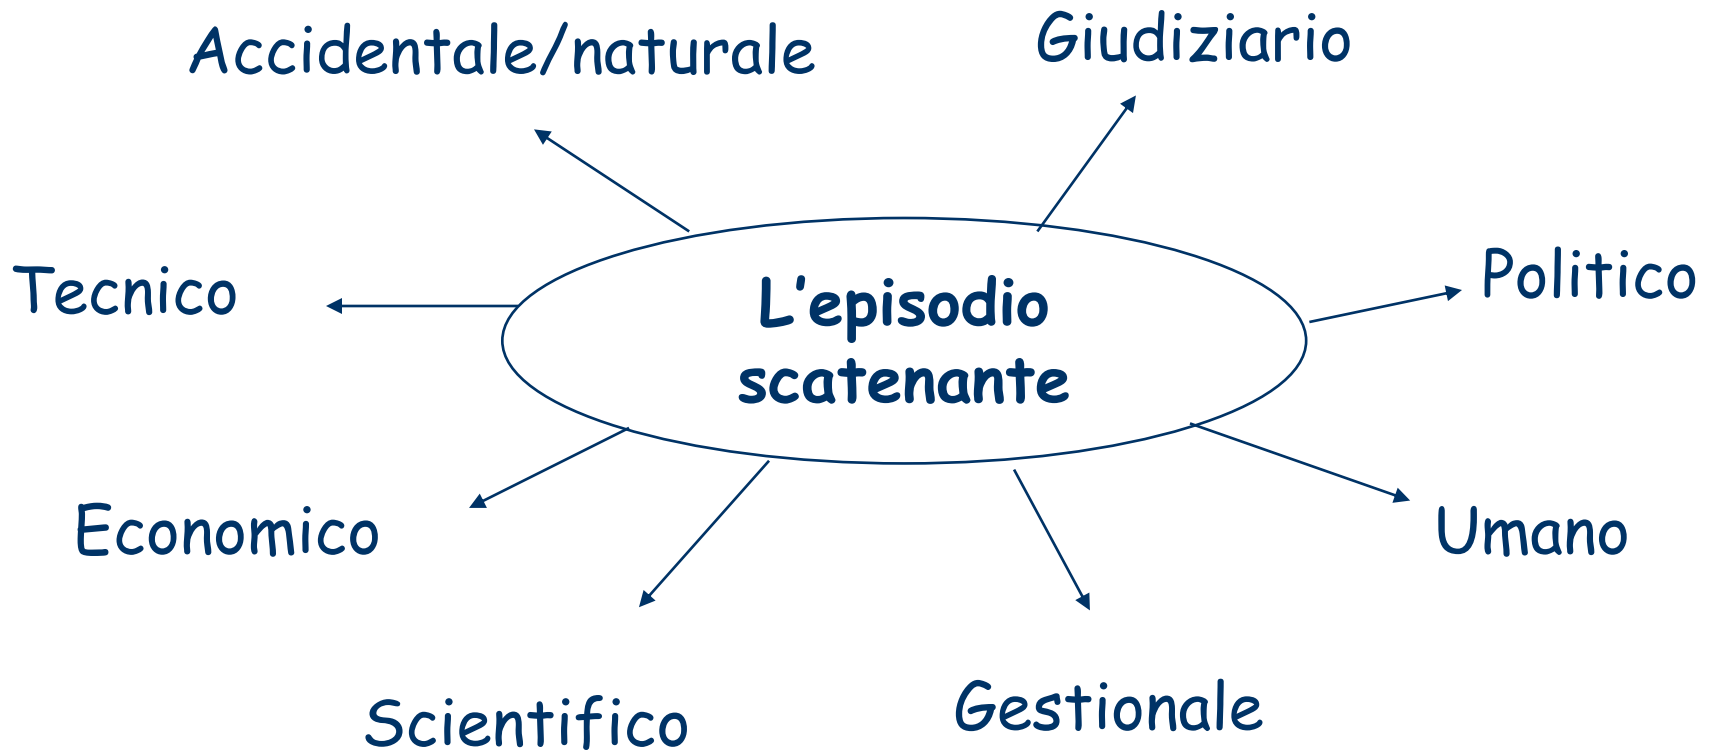 Accidentale/naturale
Giudiziario
Tecnico
L’episodio
scatenante
Politico
Economico
Umano
Scientifico
Gestionale